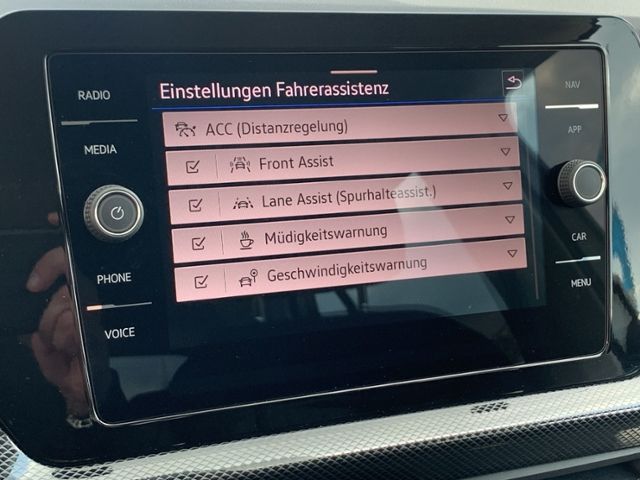 RADIO
MEDIA
PHONE
VOICE
Einstellungen Fahrerassistenz
ACC (Distanzregelung)
Front Assist
Lane Assist (Spurhalteassist.)
Müdigkeitswarnung
Geschwindigkeitswarnung
NAV
APP
CAR
MENU